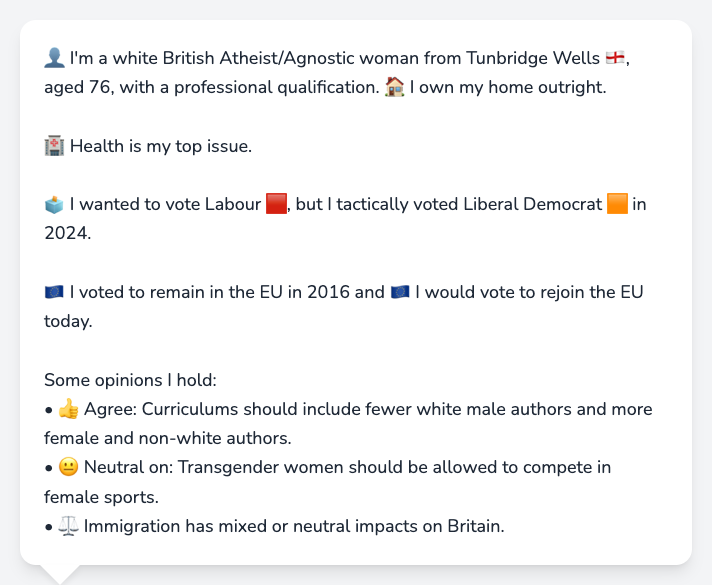 👤 I'm a white British Atheist/Agnostic woman from Tunbridge Wells 🏴󠁧󠁢󠁥󠁮󠁧󠁿,
aged 76, with a professional qualification. 🏠 I own my home outright.
🏥 Health is my top issue.
🗳️ I wanted to vote Labour 🟥, but I tactically voted Liberal Democrat 🟧 in
2024.
🇪🇺 I voted to remain in the EU in 2016 and 🇪🇺 I would vote to rejoin the EU
today.
Some opinions I hold:
• 👍 Agree: Curriculums should include fewer white male authors and more
female and non-white authors.
• 😐 Neutral on: Transgender women should be allowed to compete in
female sports.
• ⚖️ Immigration has mixed or neutral impacts on Britain.